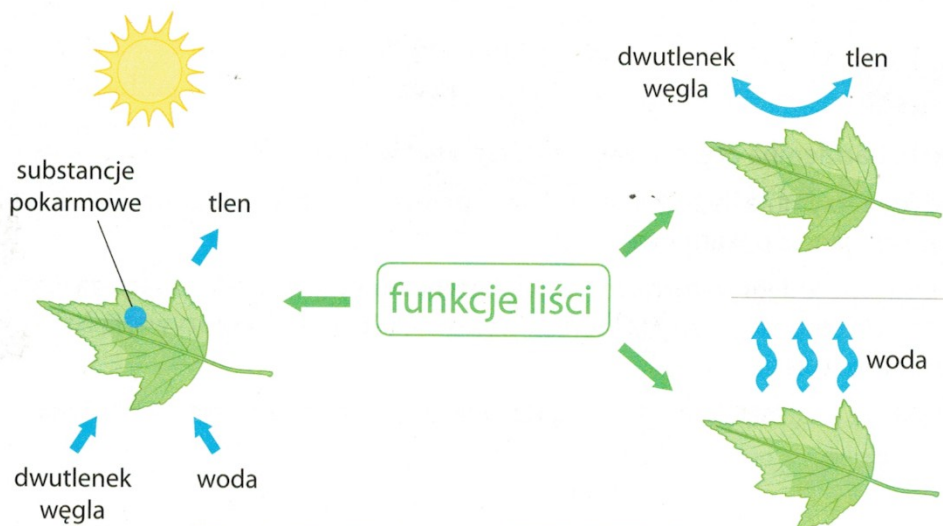 substancje
pokarmowe
tlen
dwutlenek
węgla
woda
funkcje liści
dwutlenek
węgla
tlen
woda